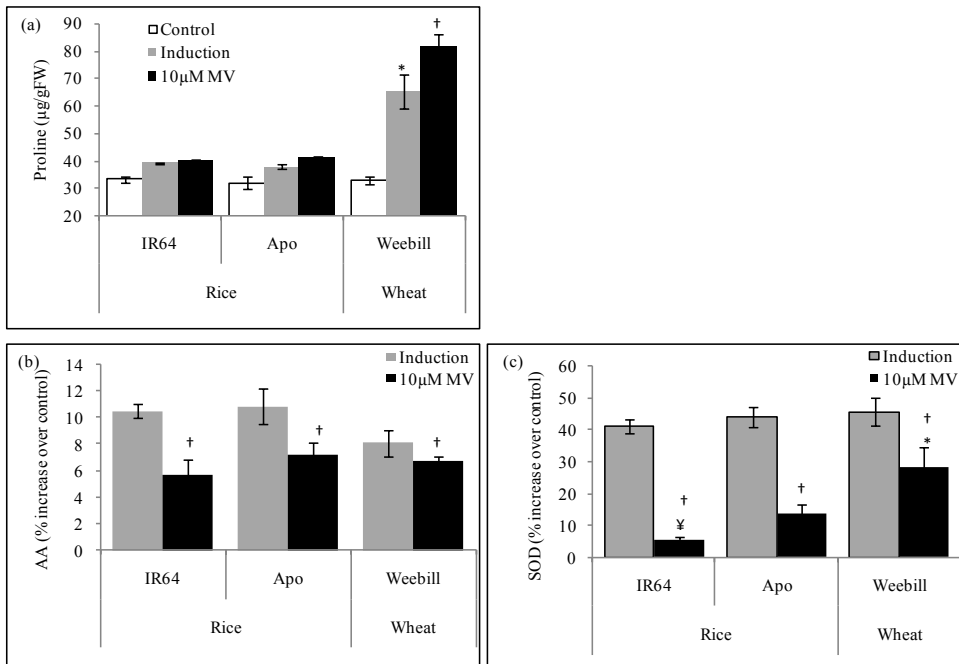 (a)
Proline (µg/gFW)
90
80
70
60
50
40
30
20
Control
Induction
10µM MV
*
†
IR64
Apo
Weebill
Rice
Wheat
(b)
AA (% increase over control)
14
12
10
8
6
4
2
0
Induction
10µM MV
†
†
†
IR64
Apo
Weebill
Rice
Wheat
(c)
SOD (% increase over control)
60
50
40
30
20
10
0
Induction
10µM MV
†
¥
†
†
*
IR64
Apo
Weebill
Rice
Wheat